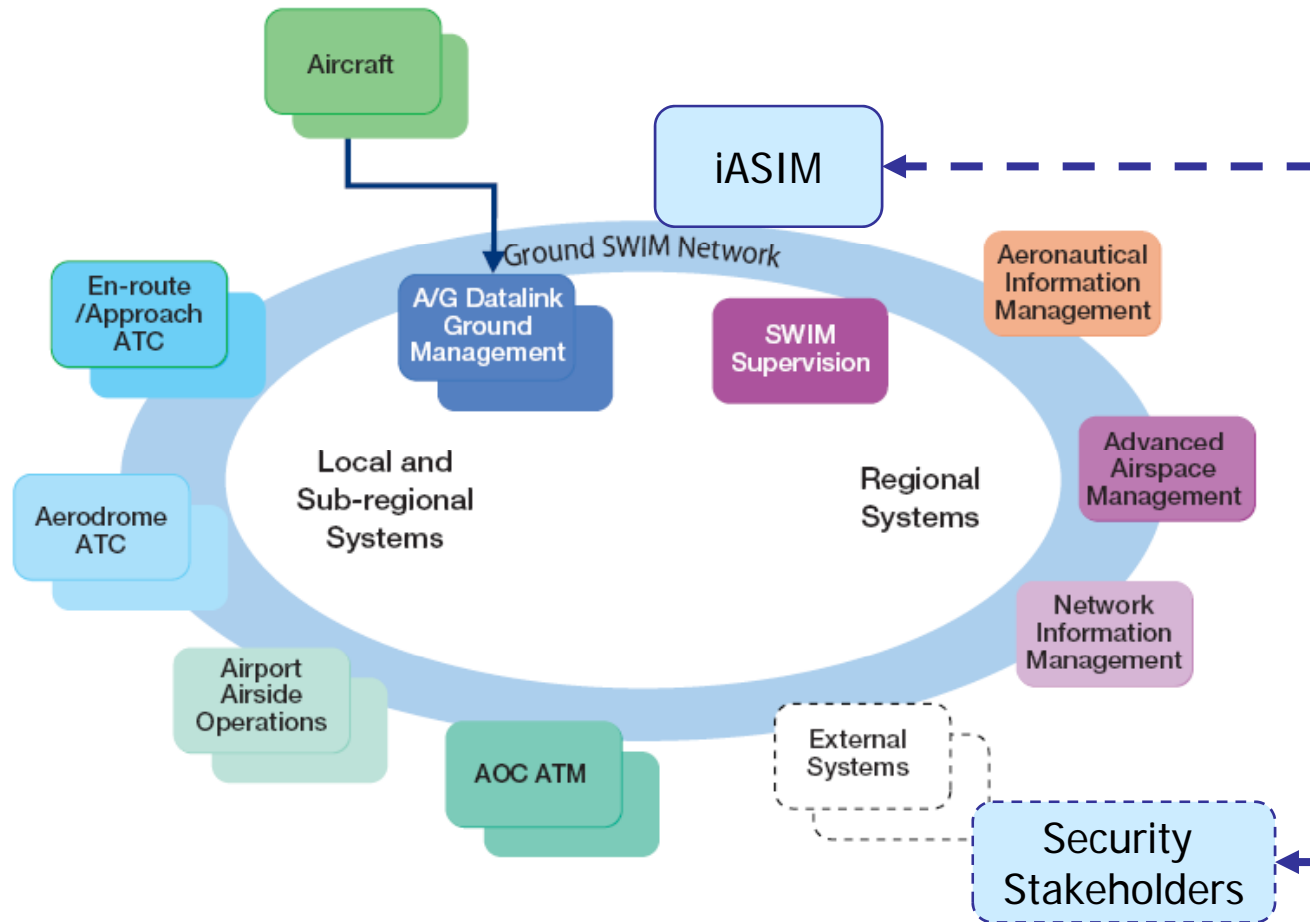 Aircraft
iASIM
Ground SWIM Network
Aeronautical
Information
Management
En-route
/Approach
ATC
A/G Datalink
Ground
Management
SWIM
Supervision
Local and
Sub-regional
Systems
Regional
Systems
Advanced
Airspace
Management
Aerodrome
ATC
Network
Information
Management
Airport
Airside
Operations
External
Systems
AOC ATM
Security
Stakeholders